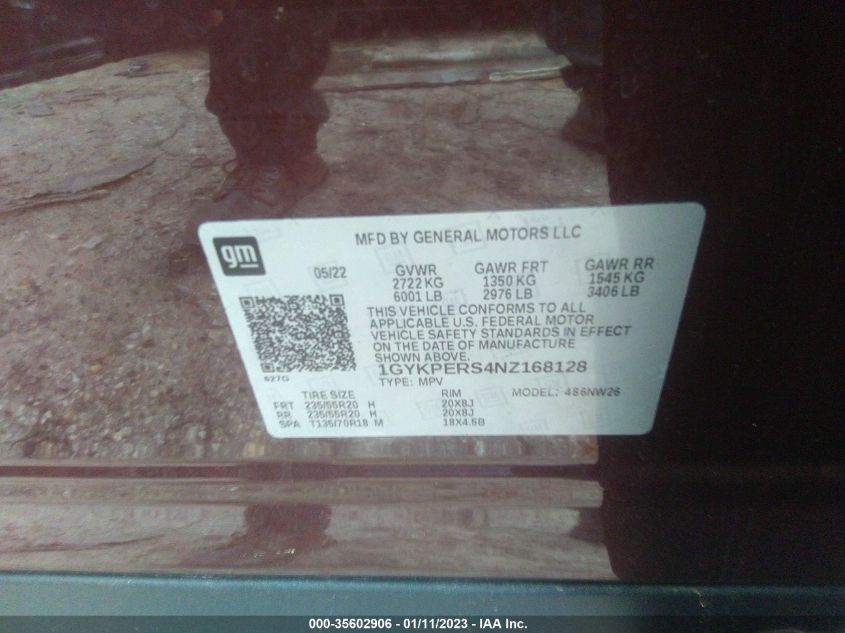 gm
MFD BY GENERAL MOTORS LLC
05/22 GVWR GAWR FRT GAWR RR
2722 KG 1350 KG 1545 KG
6001 LB 2976 LB 3406 LB
THIS VEHICLE CONFORMS TO ALL
APPLICABLE U.S. FEDERAL MOTOR
VEHICLE SAFETY STANDARDS IN EFFECT
ON THE DATE OF MANUFACTURE
SHOWN ABOVE.
627G
1GYKPERS4NZ168128
TYPE: MPV MODEL: 486NW26
TIRE SIZE RIM
FRT 235/55R20 H 20X8J
RR 235/55R20 H 20X8J
SPA T135/70R18 M 18X4.5B
000-35602906 - 01/11/2023 - IAA Inc.